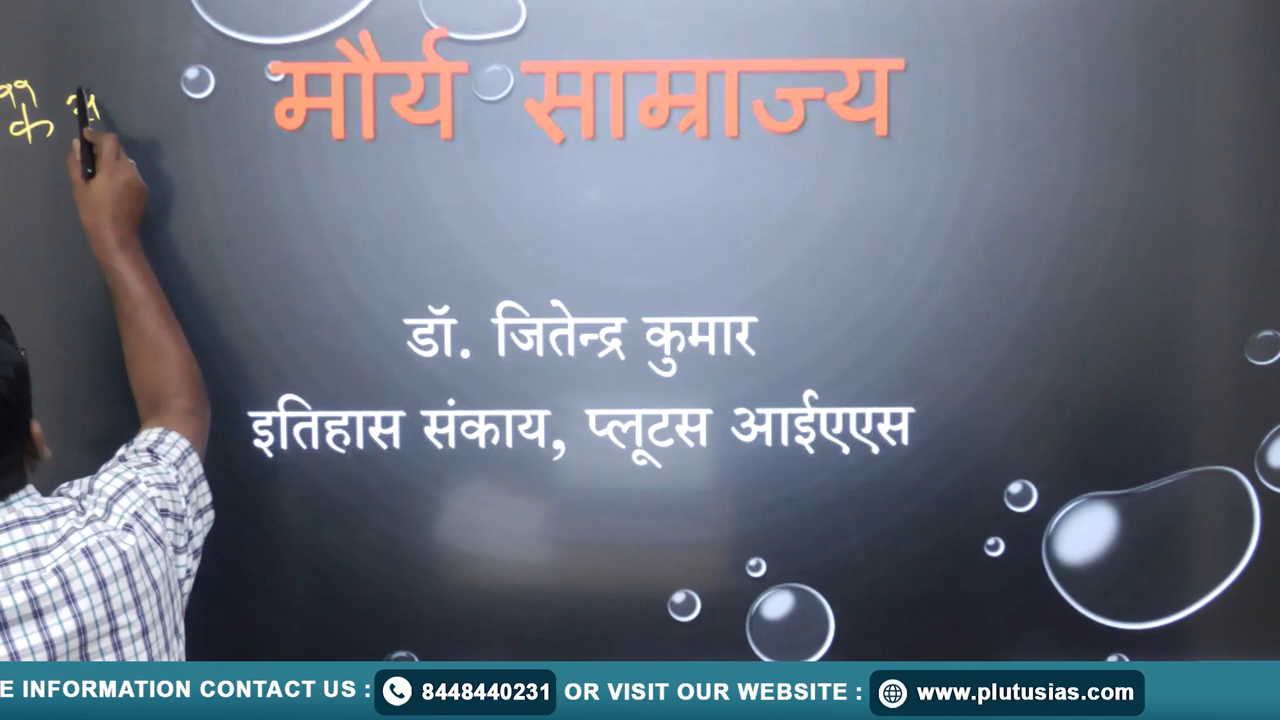 मौर्य साम्राज्य
के
डॉ. जितेन्द्र कुमार
इतिहास संकाय, प्लूटस आईएएस
E INFORMATION CONTACT US : 8448440231 OR VISIT OUR WEBSITE : www.plutusias.com